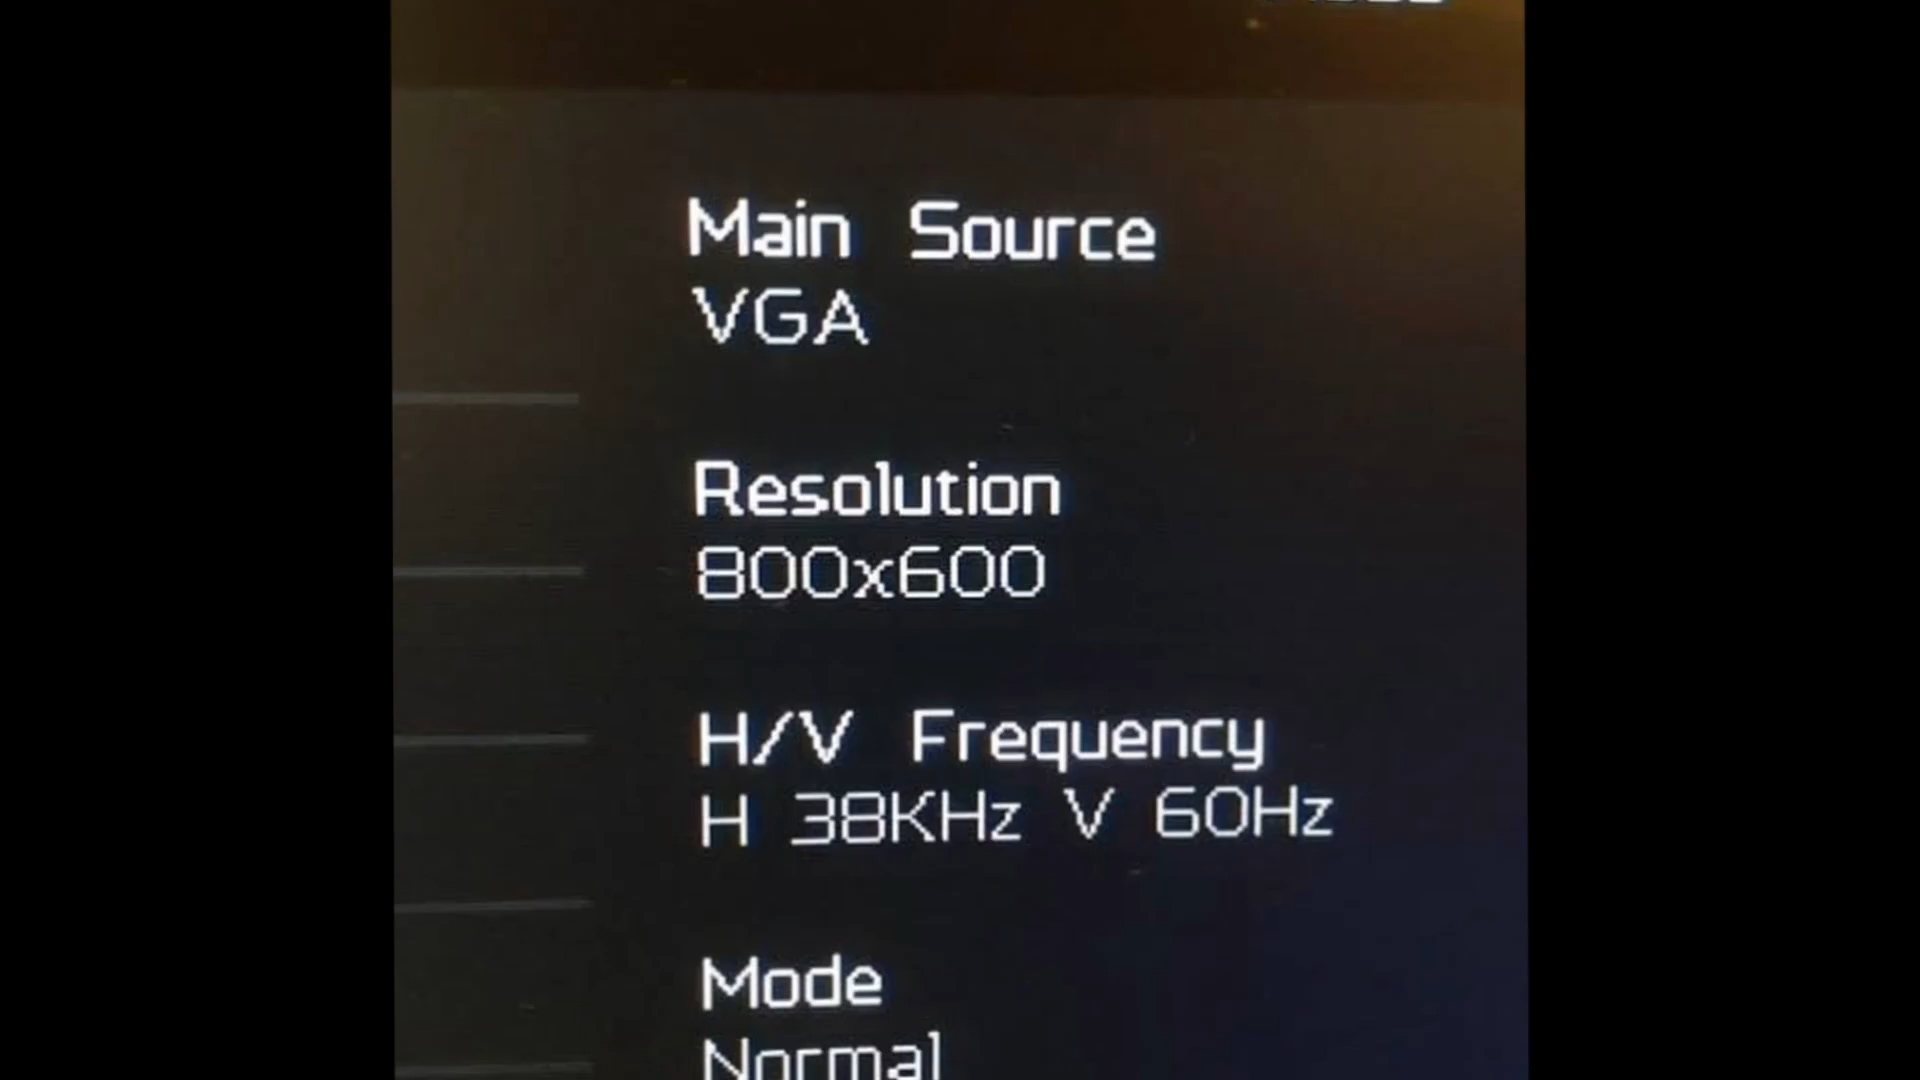 Main Source
VGA
Resolution
800x600
H/V Frequency
H 38KHz V 60Hz
Mode
Normal